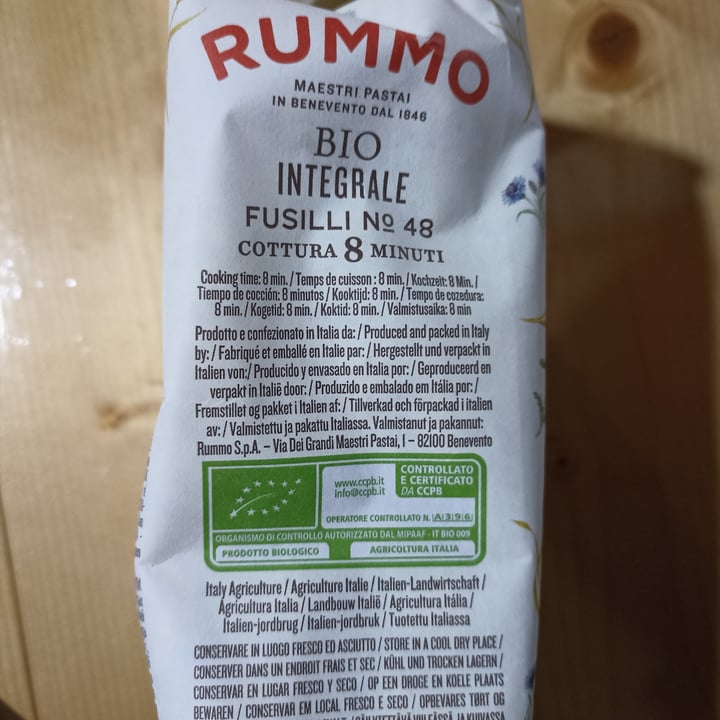 RUMMO
MAESTRI PASTAI
IN BENEVENTO DAL 1846
BIO
INTEGRALE
FUSILLI Nº 48
COTTURA 8 MINUTI
Cooking time: 8 min. / Temps de cuisson : 8 min. / Kochzeit: 8 Min. /
Tiempo de cocción: 8 minutos / Kooktijd: 8 min. / Tempo de cozedura:
8 min. / Kogetid: 8 min. / Koktid: 8 min. / Valmistusaika: 8 min
Prodotto e confezionato in Italia da: / Produced and packed in Italy
by: / Fabriqué et emballé en Italie par: / Hergestellt und verpackt in
Italien von:/ Producido y envasado en Italia por: / Geproduceerd en
verpakt in Italië door: / Produzido e embalado em Itália por: /
Fremstillet og pakket i Italien af: / Tillverkad och förpackad i italien
av: / Valmistettu ja pakattu Italiassa. Valmistanut ja pakannut:
Rummo S.p.A. – Via Dei Grandi Maestri Pastai, 1 – 82100 Benevento
www.ccpb.it
info@ccpb.it
CONTROLLATO
E CERTIFICATO
DA CCPB
OPERATORE CONTROLLATO N. |A|3|9|6|
ORGANISMO DI CONTROLLO AUTORIZZATO DAL MIPAAF - IT BIO 009
PRODOTTO BIOLOGICO
AGRICOLTURA ITALIA
Italy Agriculture / Agriculture Italie / Italien-Landwirtschaft /
Agricultura Italia / Landbouw Italië / Agricultura Itália /
Italien-jordbrug / Italien-jordbruk / Tuotettu Italiassa
CONSERVARE IN LUOGO FRESCO ED ASCIUTTO / STORE IN A COOL DRY PLACE /
CONSERVER DANS UN ENDROIT FRAIS ET SEC / KÜHL UND TROCKEN LAGERN /
CONSERVAR EN LUGAR FRESCO Y SECO / OP EEN DROGE EN KOELE PLAATS
BEWAREN / CONSERVAR EM LOCAL FRESCO E SECO / OPBEVARES TØRT OG